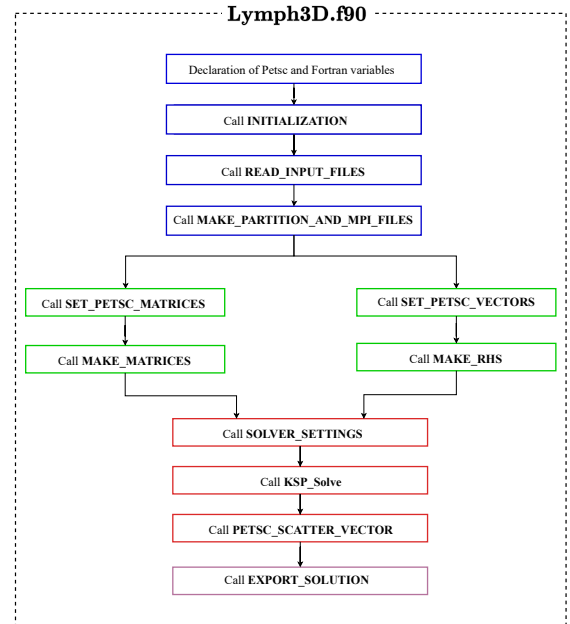 Lymph3D.f90
Declaration of Petsc and Fortran variables
Call INITIALIZATION
Call READ_INPUT_FILES
Call MAKE_PARTITION_AND_MPI_FILES
Call SET_PETSC_MATRICES
Call SET_PETSC_VECTORS
Call MAKE_MATRICES
Call MAKE_RHS
Call SOLVER_SETTINGS
Call KSP_Solve
Call PETSC_SCATTER_VECTOR
Call EXPORT_SOLUTION